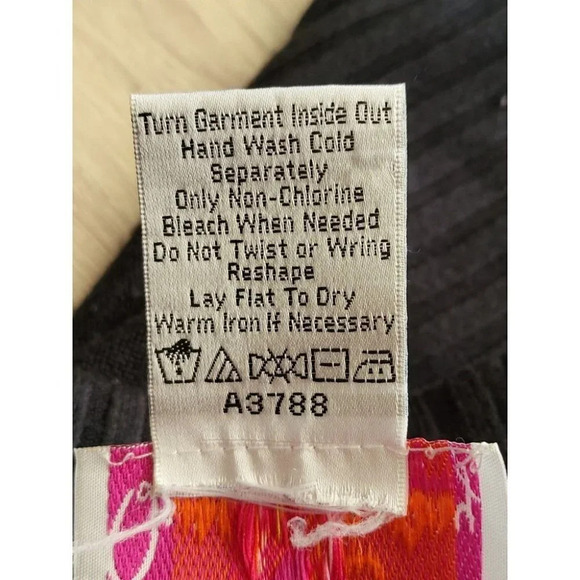 Turn Garment Inside Out
Hand Wash Cold
Separately
Only Non-Chlorine
Bleach When Needed
Do Not Twist or Wring
Reshape
Lay Flat To Dry
Warm Iron If Necessary
A3788